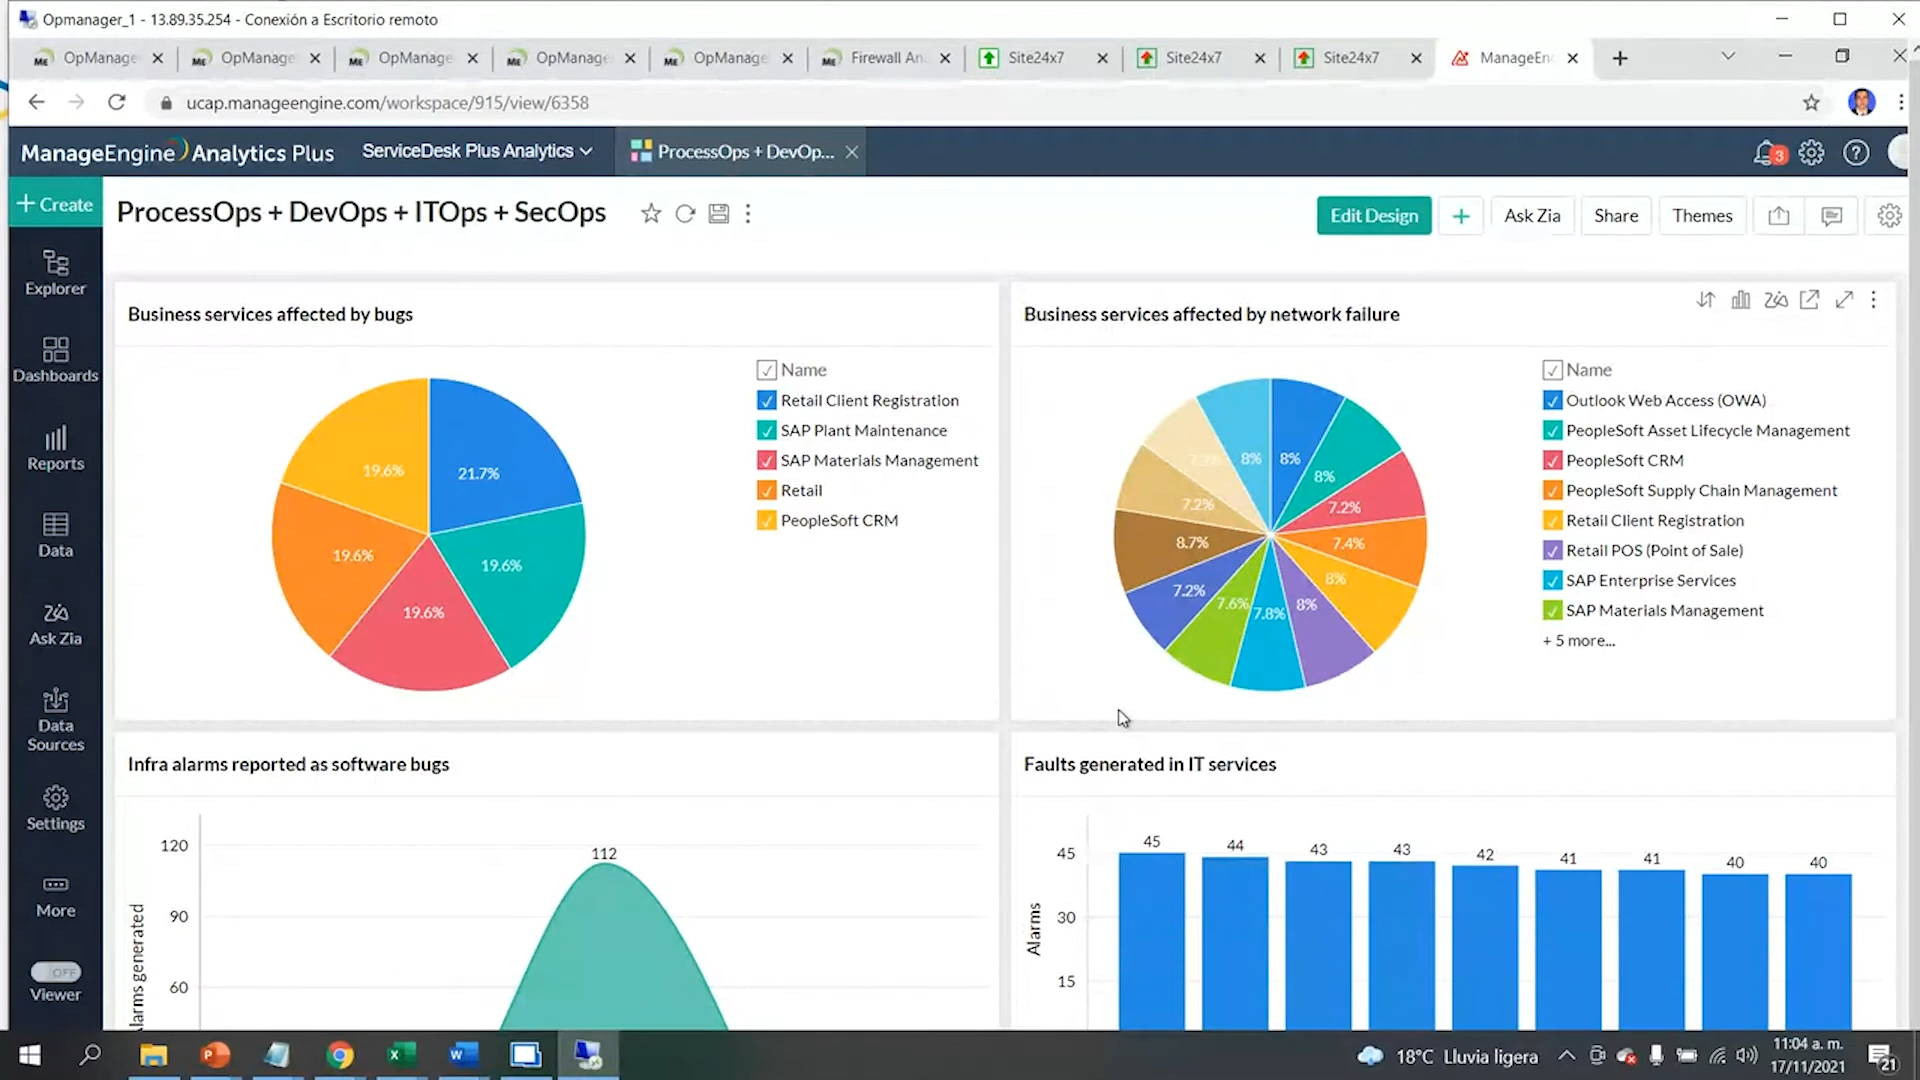 Opmanager_1 - 13.89.35.254 - Conexión a Escritorio remoto
OpManage
OpManage
OpManage
OpManage
OpManage
Firewall An
Site24x7
Site24x7
Site24x7
ManageEn
ucap.manageengine.com/workspace/915/view/6358
ManageEngine Analytics Plus
ServiceDesk Plus Analytics
ProcessOps + DevOp...
3
+ Create
ProcessOps + DevOps + ITOps + SecOps
Edit Design
+
Ask Zia
Share
Themes
Explorer
Dashboards
Reports
Data
Ask Zia
Data
Sources
Settings
More
OFF
Viewer
Business services affected by bugs
21.7%
19.6%
19.6%
19.6%
19.6%
Name
Retail Client Registration
SAP Plant Maintenance
SAP Materials Management
Retail
PeopleSoft CRM
Business services affected by network failure
8%
8%
7.2%
7.4%
8%
8%
7.8%
7.6%
7.2%
8.7%
7.2%
8%
Name
Outlook Web Access (OWA)
PeopleSoft Asset Lifecycle Management
PeopleSoft CRM
PeopleSoft Supply Chain Management
Retail Client Registration
Retail POS (Point of Sale)
SAP Enterprise Services
SAP Materials Management
+ 5 more...
Infra alarms reported as software bugs
120
90
60
112
Alarms generated
Faults generated in IT services
45
30
15
Alarms
45
44
43
43
42
41
41
40
40
18°C Lluvia ligera
11:04 a. m.
17/11/2021
21